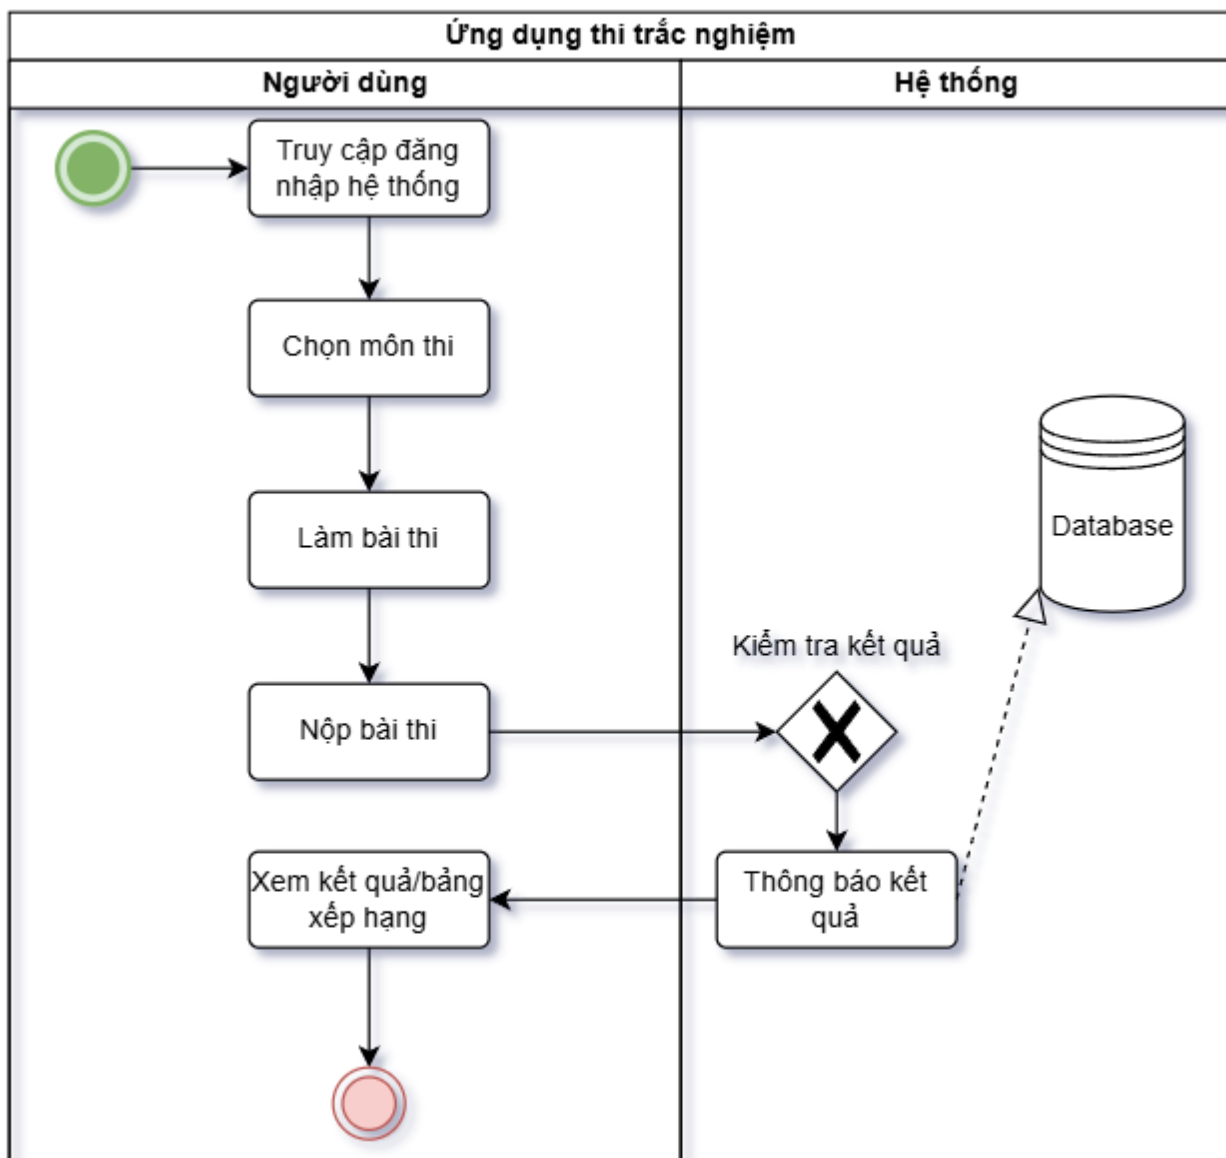 Ứng dụng thi trắc nghiệm
Người dùng
Hệ thống
Truy cập đăng
nhập hệ thống
Chọn môn thi
Làm bài thi
Database
Kiểm tra kết quả
Nộp bài thi
Xem kết quả/bảng
xếp hạng
Thông báo kết
quả